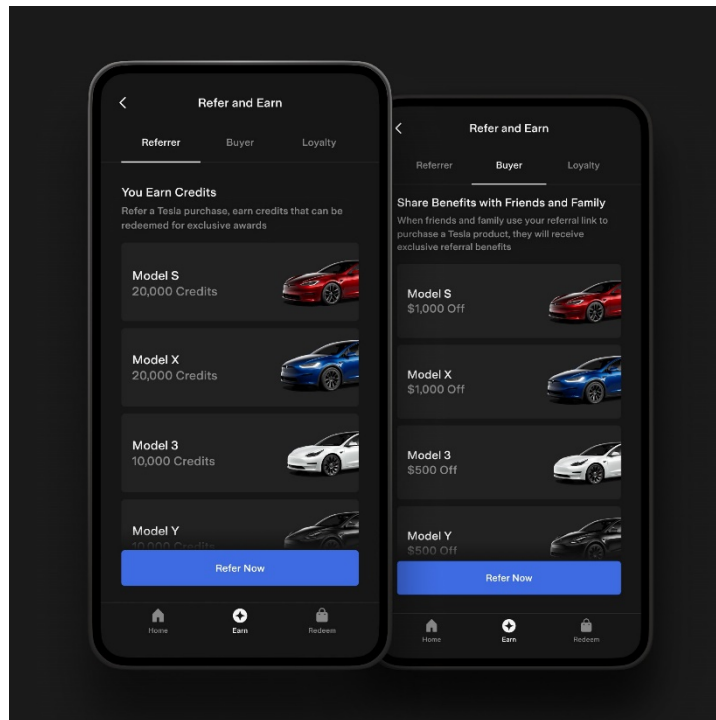 Refer and Earn
Referrer
Buyer
Loyalty
You Earn Credits
Refer a Tesla purchase, earn credits that can be
redeemed for exclusive awards
Model S
20,000 Credits
Model X
20,000 Credits
Model 3
10,000 Credits
Model Y
10,000 Credits
Refer Now
Home
Earn
Redeem
Refer and Earn
Referrer
Buyer
Loyalty
Share Benefits with Friends and Family
When friends and family use your referral link to
purchase a Tesla product, they will receive
exclusive referral benefits
Model S
$1,000 Off
Model X
$1,000 Off
Model 3
$500 Off
Model Y
$500 Off
Refer Now
Home
Earn
Redeem